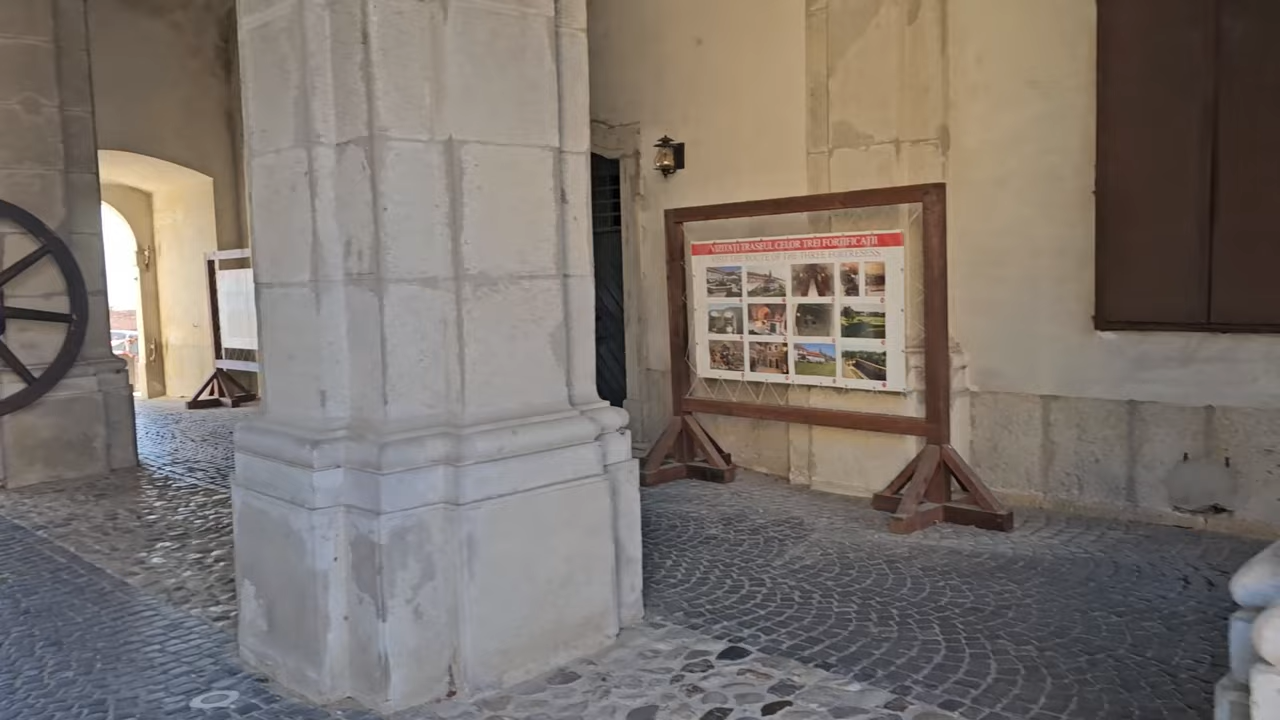 VIZITAȚI TRASEUL CELOR TREI FORTIFICAȚII
VISIT THE ROUTE OF THE THREE FORTRESSES